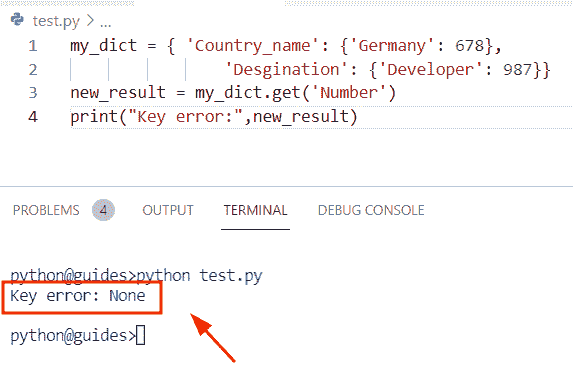 test.py > ...
1 my_dict = { 'Country_name': {'Germany': 678},
2 'Desgination': {'Developer': 987}}
3 new_result = my_dict.get('Number')
4 print("Key error:",new_result)
PROBLEMS 4 OUTPUT TERMINAL DEBUG CONSOLE
python@guides>python test.py
Key error: None
python@guides>